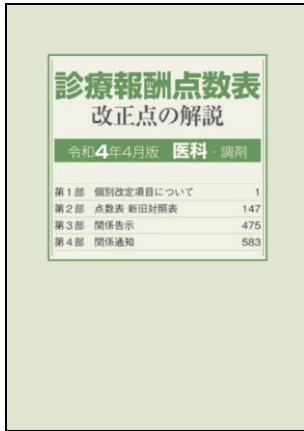 診療報酬点数表
改正点の解説
令和4年4月版 医科・調剤
第1部 個別改定項目について 1
第2部 点数表 新旧対照表 147
第3部 関係告示 475
第4部 関係通知 583